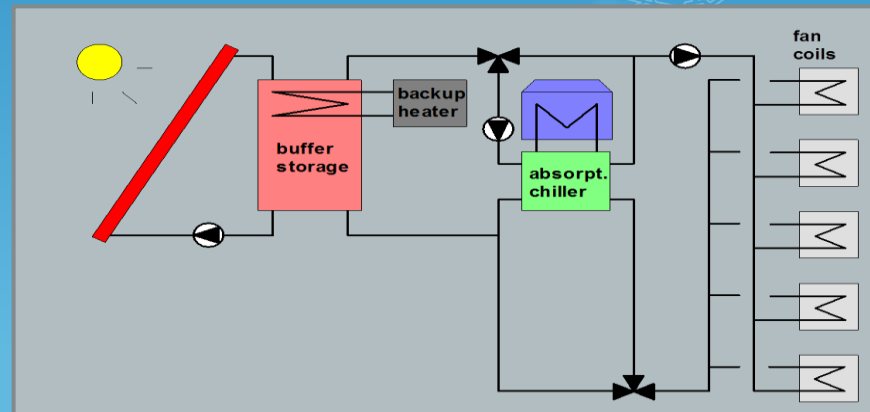 fan
coils
backup
heater
buffer
storage
absorpt.
chiller